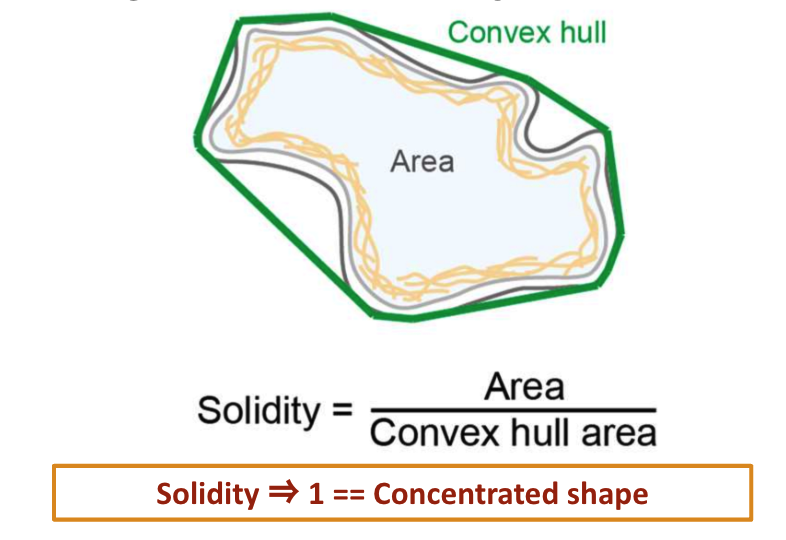 Convex hull
Area
Solidity = Area
Convex hull area
Solidity ⇒ 1 == Concentrated shape